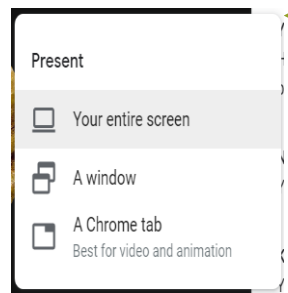 Present
Your entire screen
A window
A Chrome tab
Best for video and animation